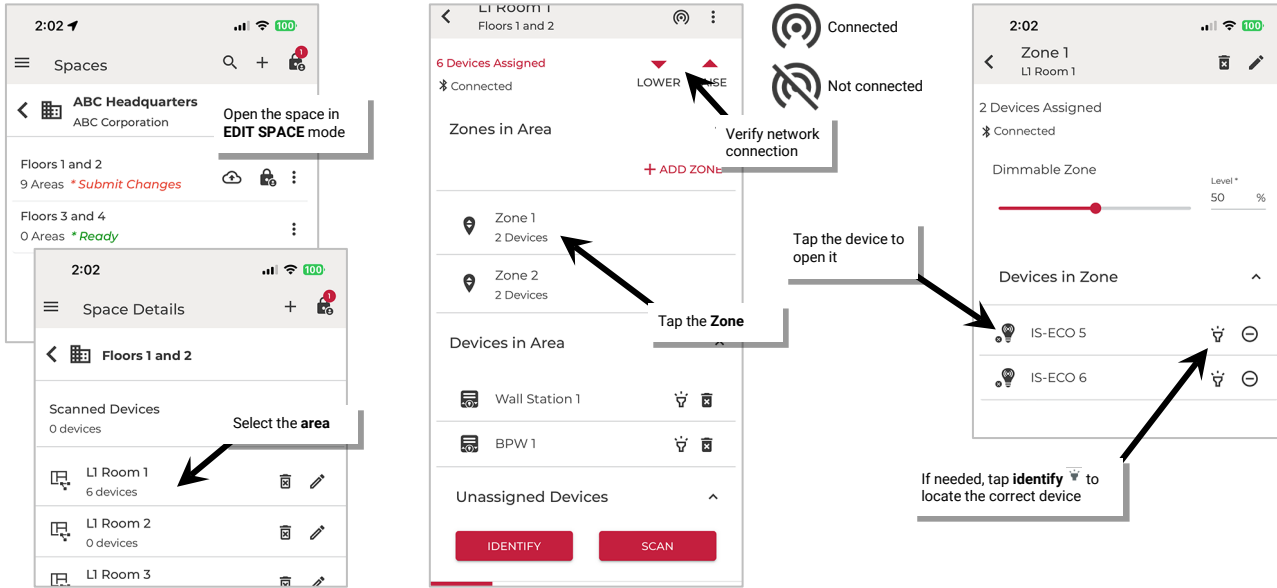 2:02
100
Spaces
1
ABC Headquarters
ABC Corporation
Open the space in
EDIT SPACE mode
Floors 1 and 2
9 Areas * Submit Changes
Floors 3 and 4
0 Areas * Ready
2:02
100
Space Details
1
Floors 1 and 2
Scanned Devices
0 devices
Select the area
L1 Room 1
6 devices
L1 Room 2
0 devices
L1 Room 3
L1 Room 1
Floors 1 and 2
6 Devices Assigned
Connected
LOWER
Verify network
connection
Zones in Area
+ ADD ZONE
Zone 1
2 Devices
Zone 2
2 Devices
Tap the Zone
Devices in Area
Wall Station 1
BPW 1
Unassigned Devices
IDENTIFY
SCAN
Connected
Not connected
2:02
100
Zone 1
L1 Room 1
2 Devices Assigned
Connected
Dimmable Zone
Level *
50 %
Tap the device to
open it
Devices in Zone
IS-ECO 5
IS-ECO 6
If needed, tap identify to
locate the correct device